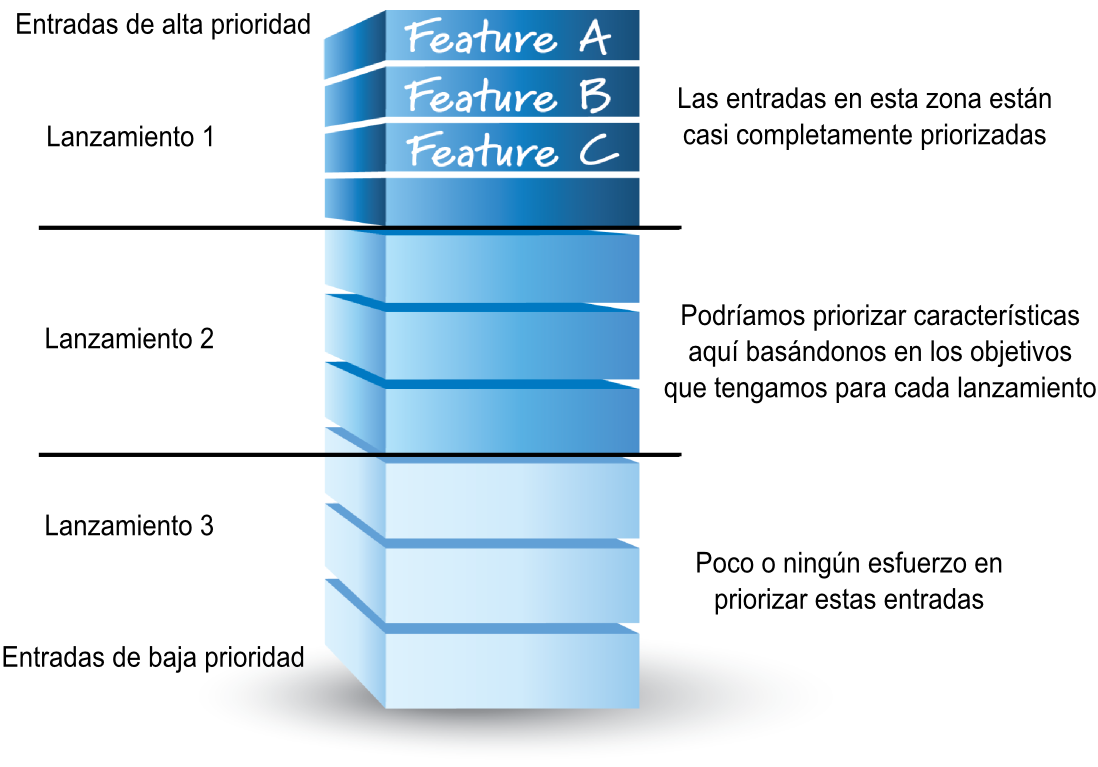 Entradas de alta prioridad
Feature A
Feature B
Feature C
Lanzamiento 1
Las entradas en esta zona están
casi completamente priorizadas
Lanzamiento 2
Podríamos priorizar características
aquí basándonos en los objetivos
que tengamos para cada lanzamiento
Lanzamiento 3
Poco o ningún esfuerzo en
priorizar estas entradas
Entradas de baja prioridad